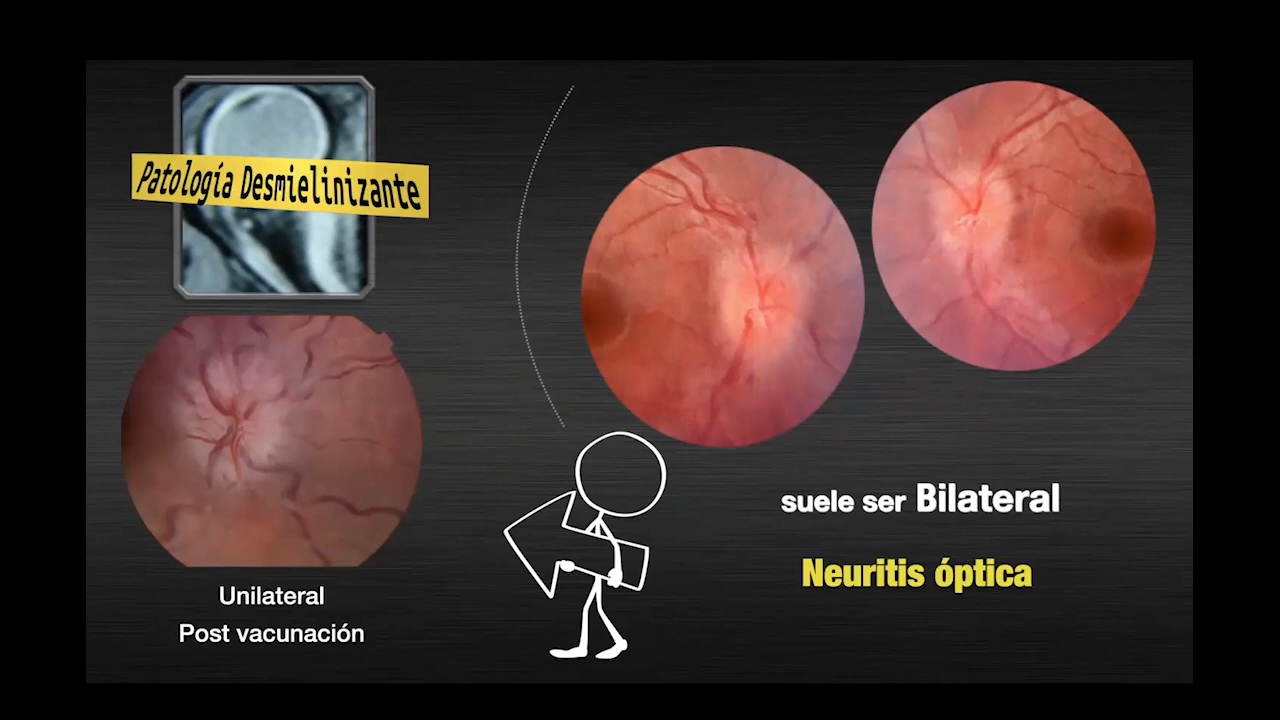 Patología Desmielinizante
Unilateral
Post vacunación
suele ser Bilateral
Neuritis óptica